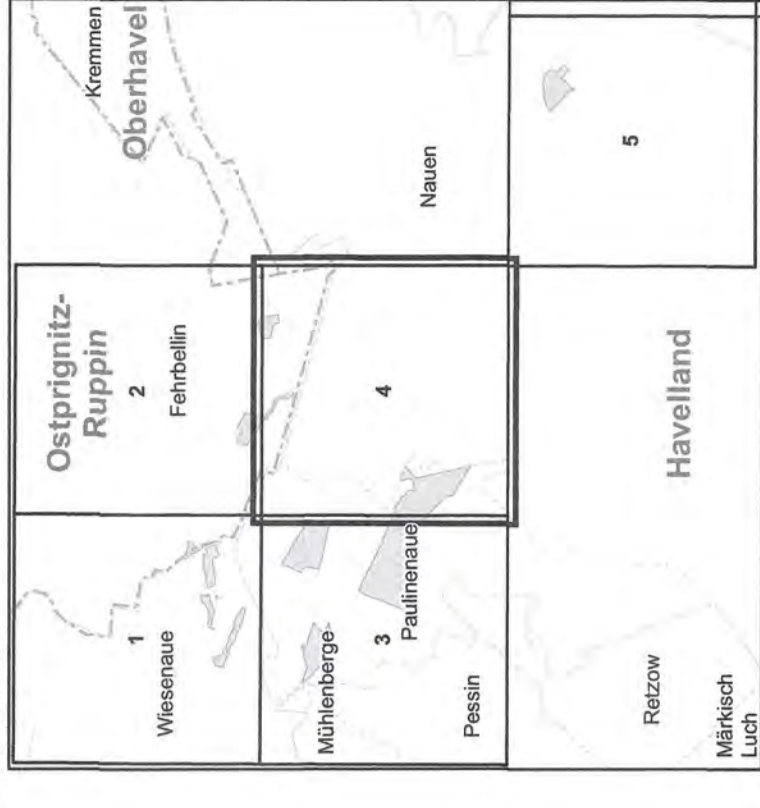 Kremmen
Oberhavel
Ostprignitz-
Ruppin
2
Fehrbellin
1
Wiesenaue
Nauen
5
4
Mühlenberge
3
Paulinenaue
Pessin
Havelland
Retzow
Märkisch
Luch